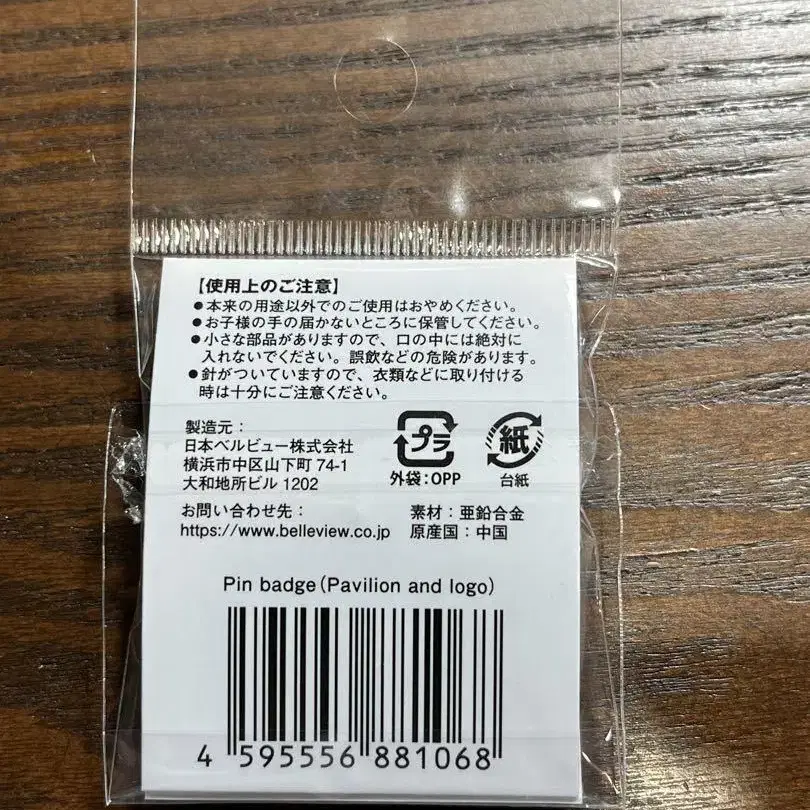 【使用上のご注意】
●本来の用途以外でのご使用はおやめください。
●お子様の手の届かないところに保管してください。
●小さな部品がありますので、口の中には絶対に
入れないでください。誤飲などの危険があります。
●針がついていますので、衣類などに取り付ける
時は十分にご注意ください。
製造元：
日本ベルビュー株式会社
横浜市中区山下町 74-1
大和地所ビル 1202
プラ
外袋：OPP
紙
台紙
お問い合わせ先：
https://www.belleview.co.jp
素材：亜鉛合金
原産国：中国
Pin badge（Pavilion and logo）
4 595556 881068